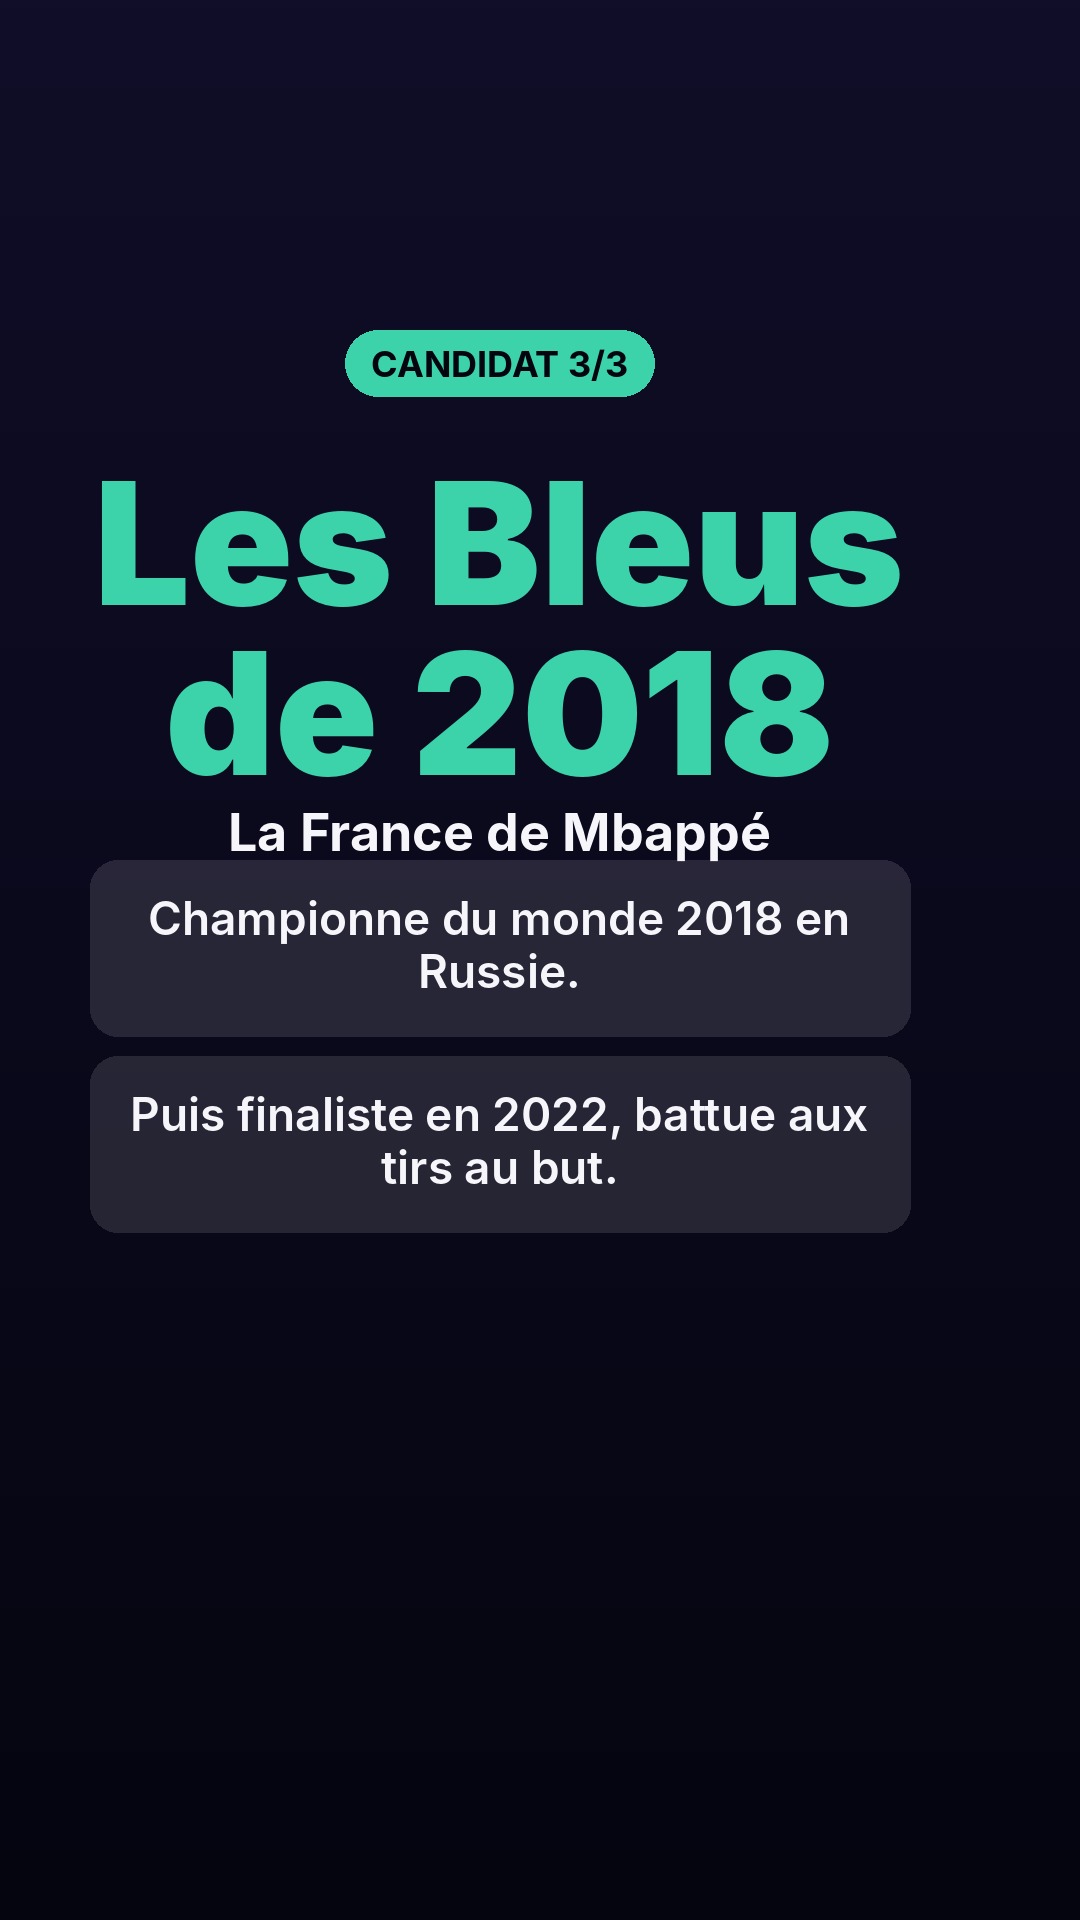 CANDIDAT 3/3
Les Bleus
de 2018
La France de Mbappé
Championne du monde 2018 en
Russie.
Puis finaliste en 2022, battue aux
tirs au but.